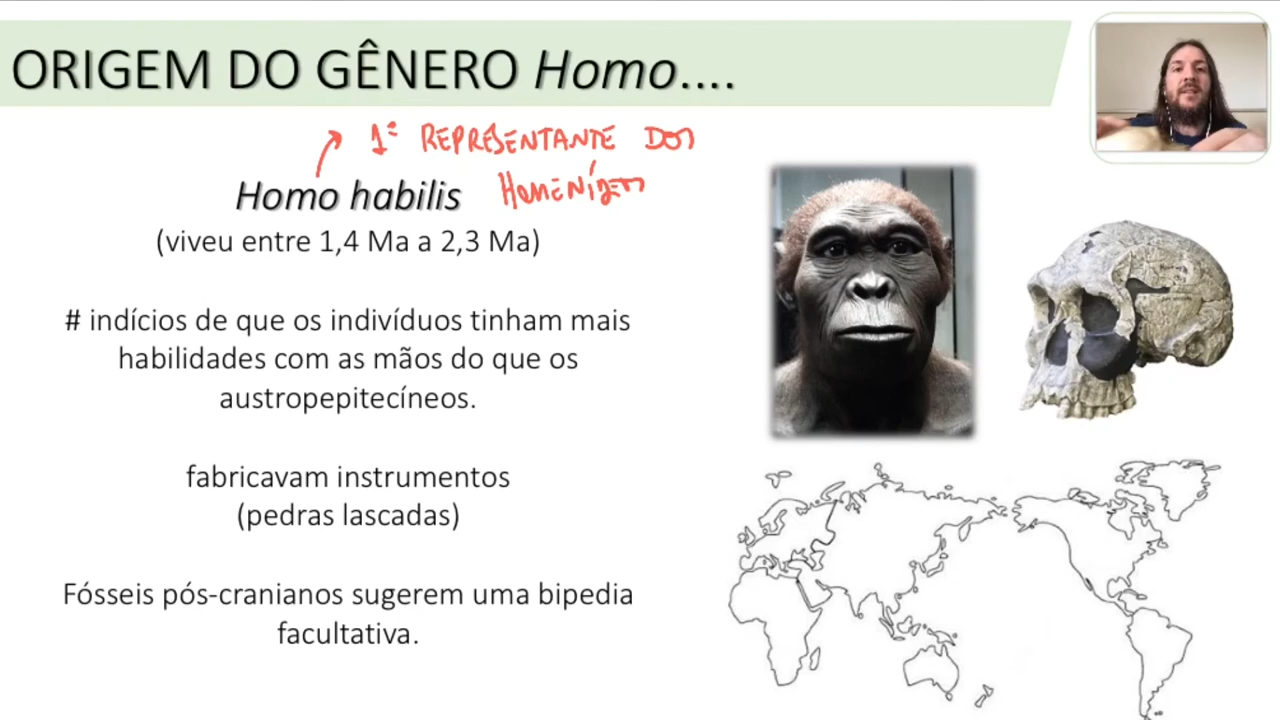 ORIGEM DO GÊNERO Homo....
1º REPRESENTANTE DOS
Homo habilis HOMENÍDEOS
(viveu entre 1,4 Ma a 2,3 Ma)
# indícios de que os indivíduos tinham mais
habilidades com as mãos do que os
austropepitecíneos.
fabricavam instrumentos
(pedras lascadas)
Fósseis pós-cranianos sugerem uma bipedia
facultativa.